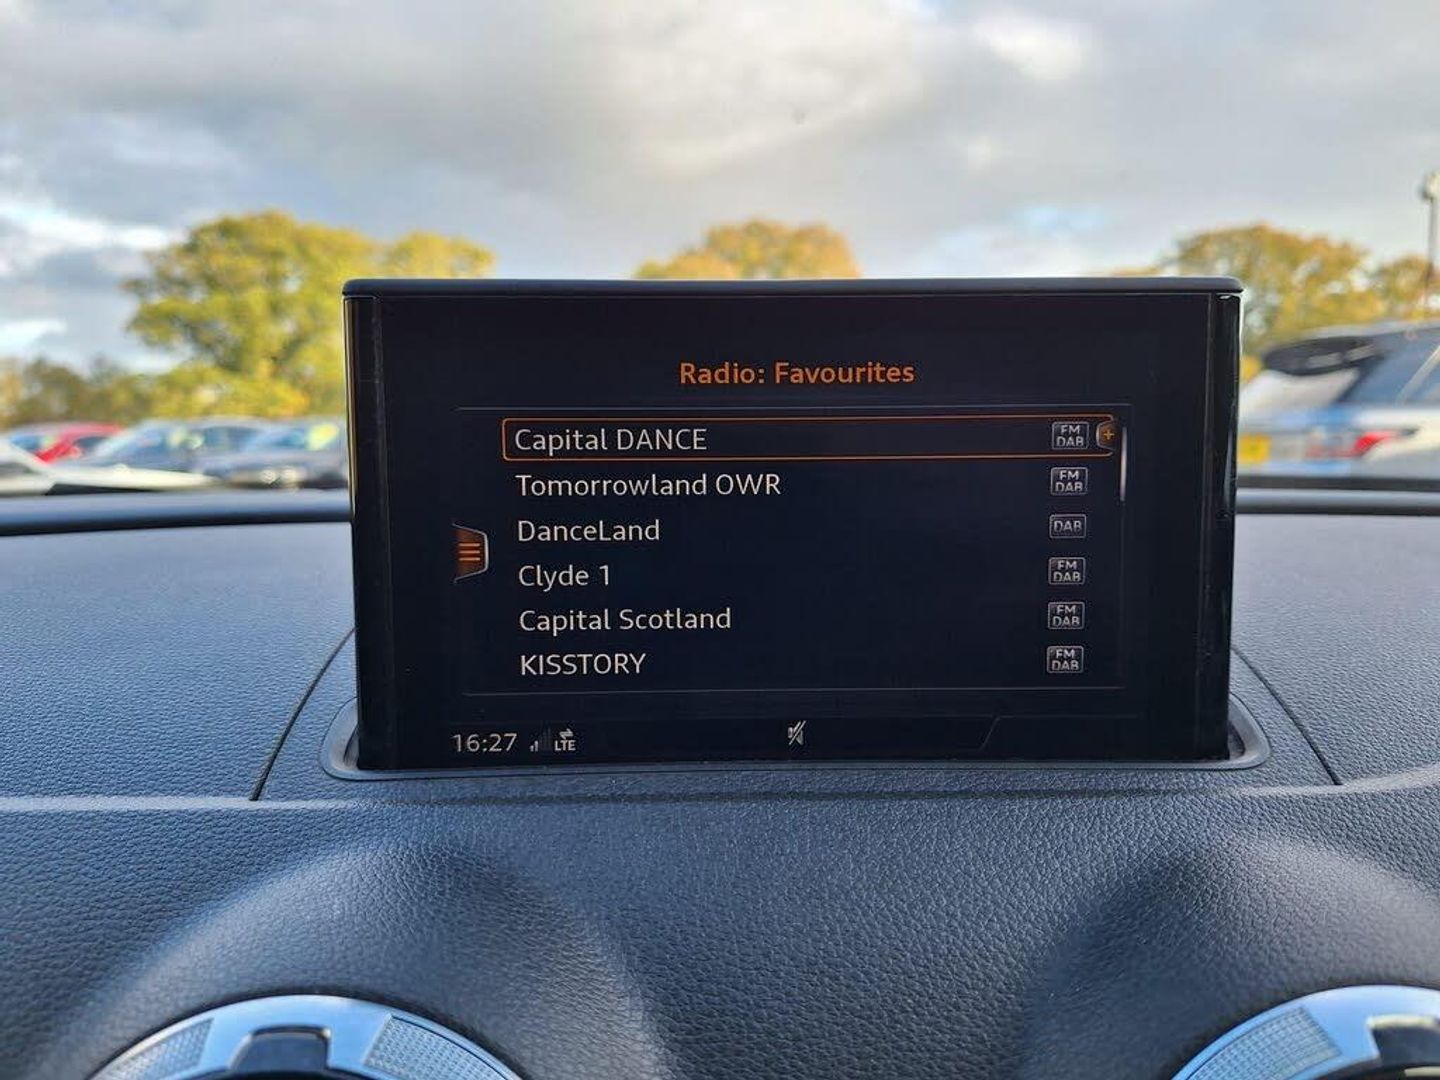 Radio: Favourites
Capital DANCE FM DAB +
Tomorrowland OWR FM DAB
DanceLand DAB
Clyde 1 FM DAB
Capital Scotland FM DAB
KISSTORY FM DAB
16:27 LTE